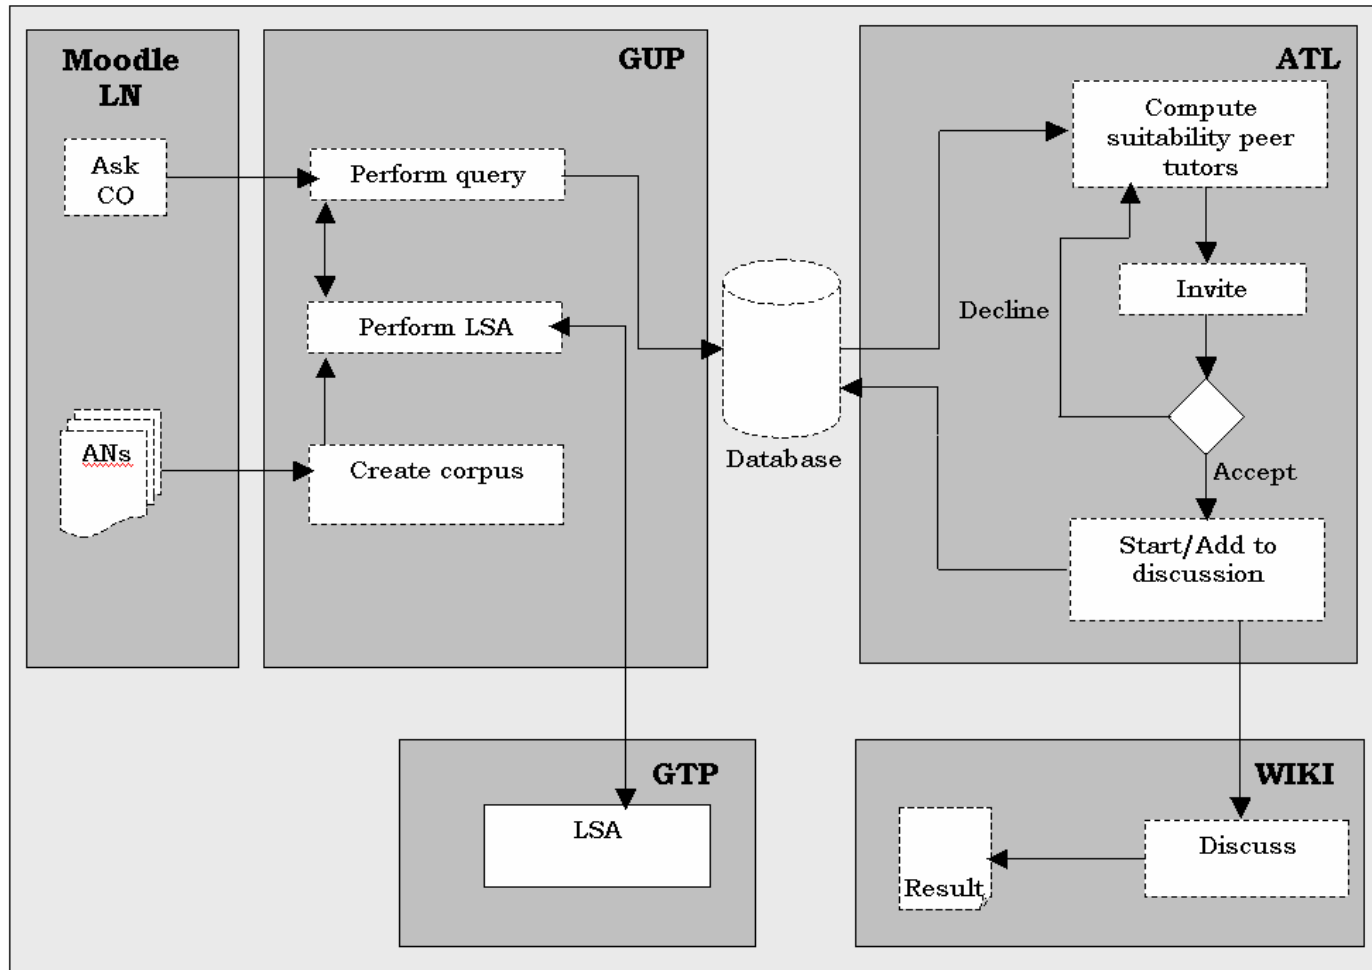 Moodle
LN
Ask
CO
ANs
GUP
Perform query
Perform LSA
Create corpus
Database
ATL
Compute
suitability peer
tutors
Invite
Decline
Accept
Start/Add to
discussion
GTP
LSA
WIKI
Discuss
Result